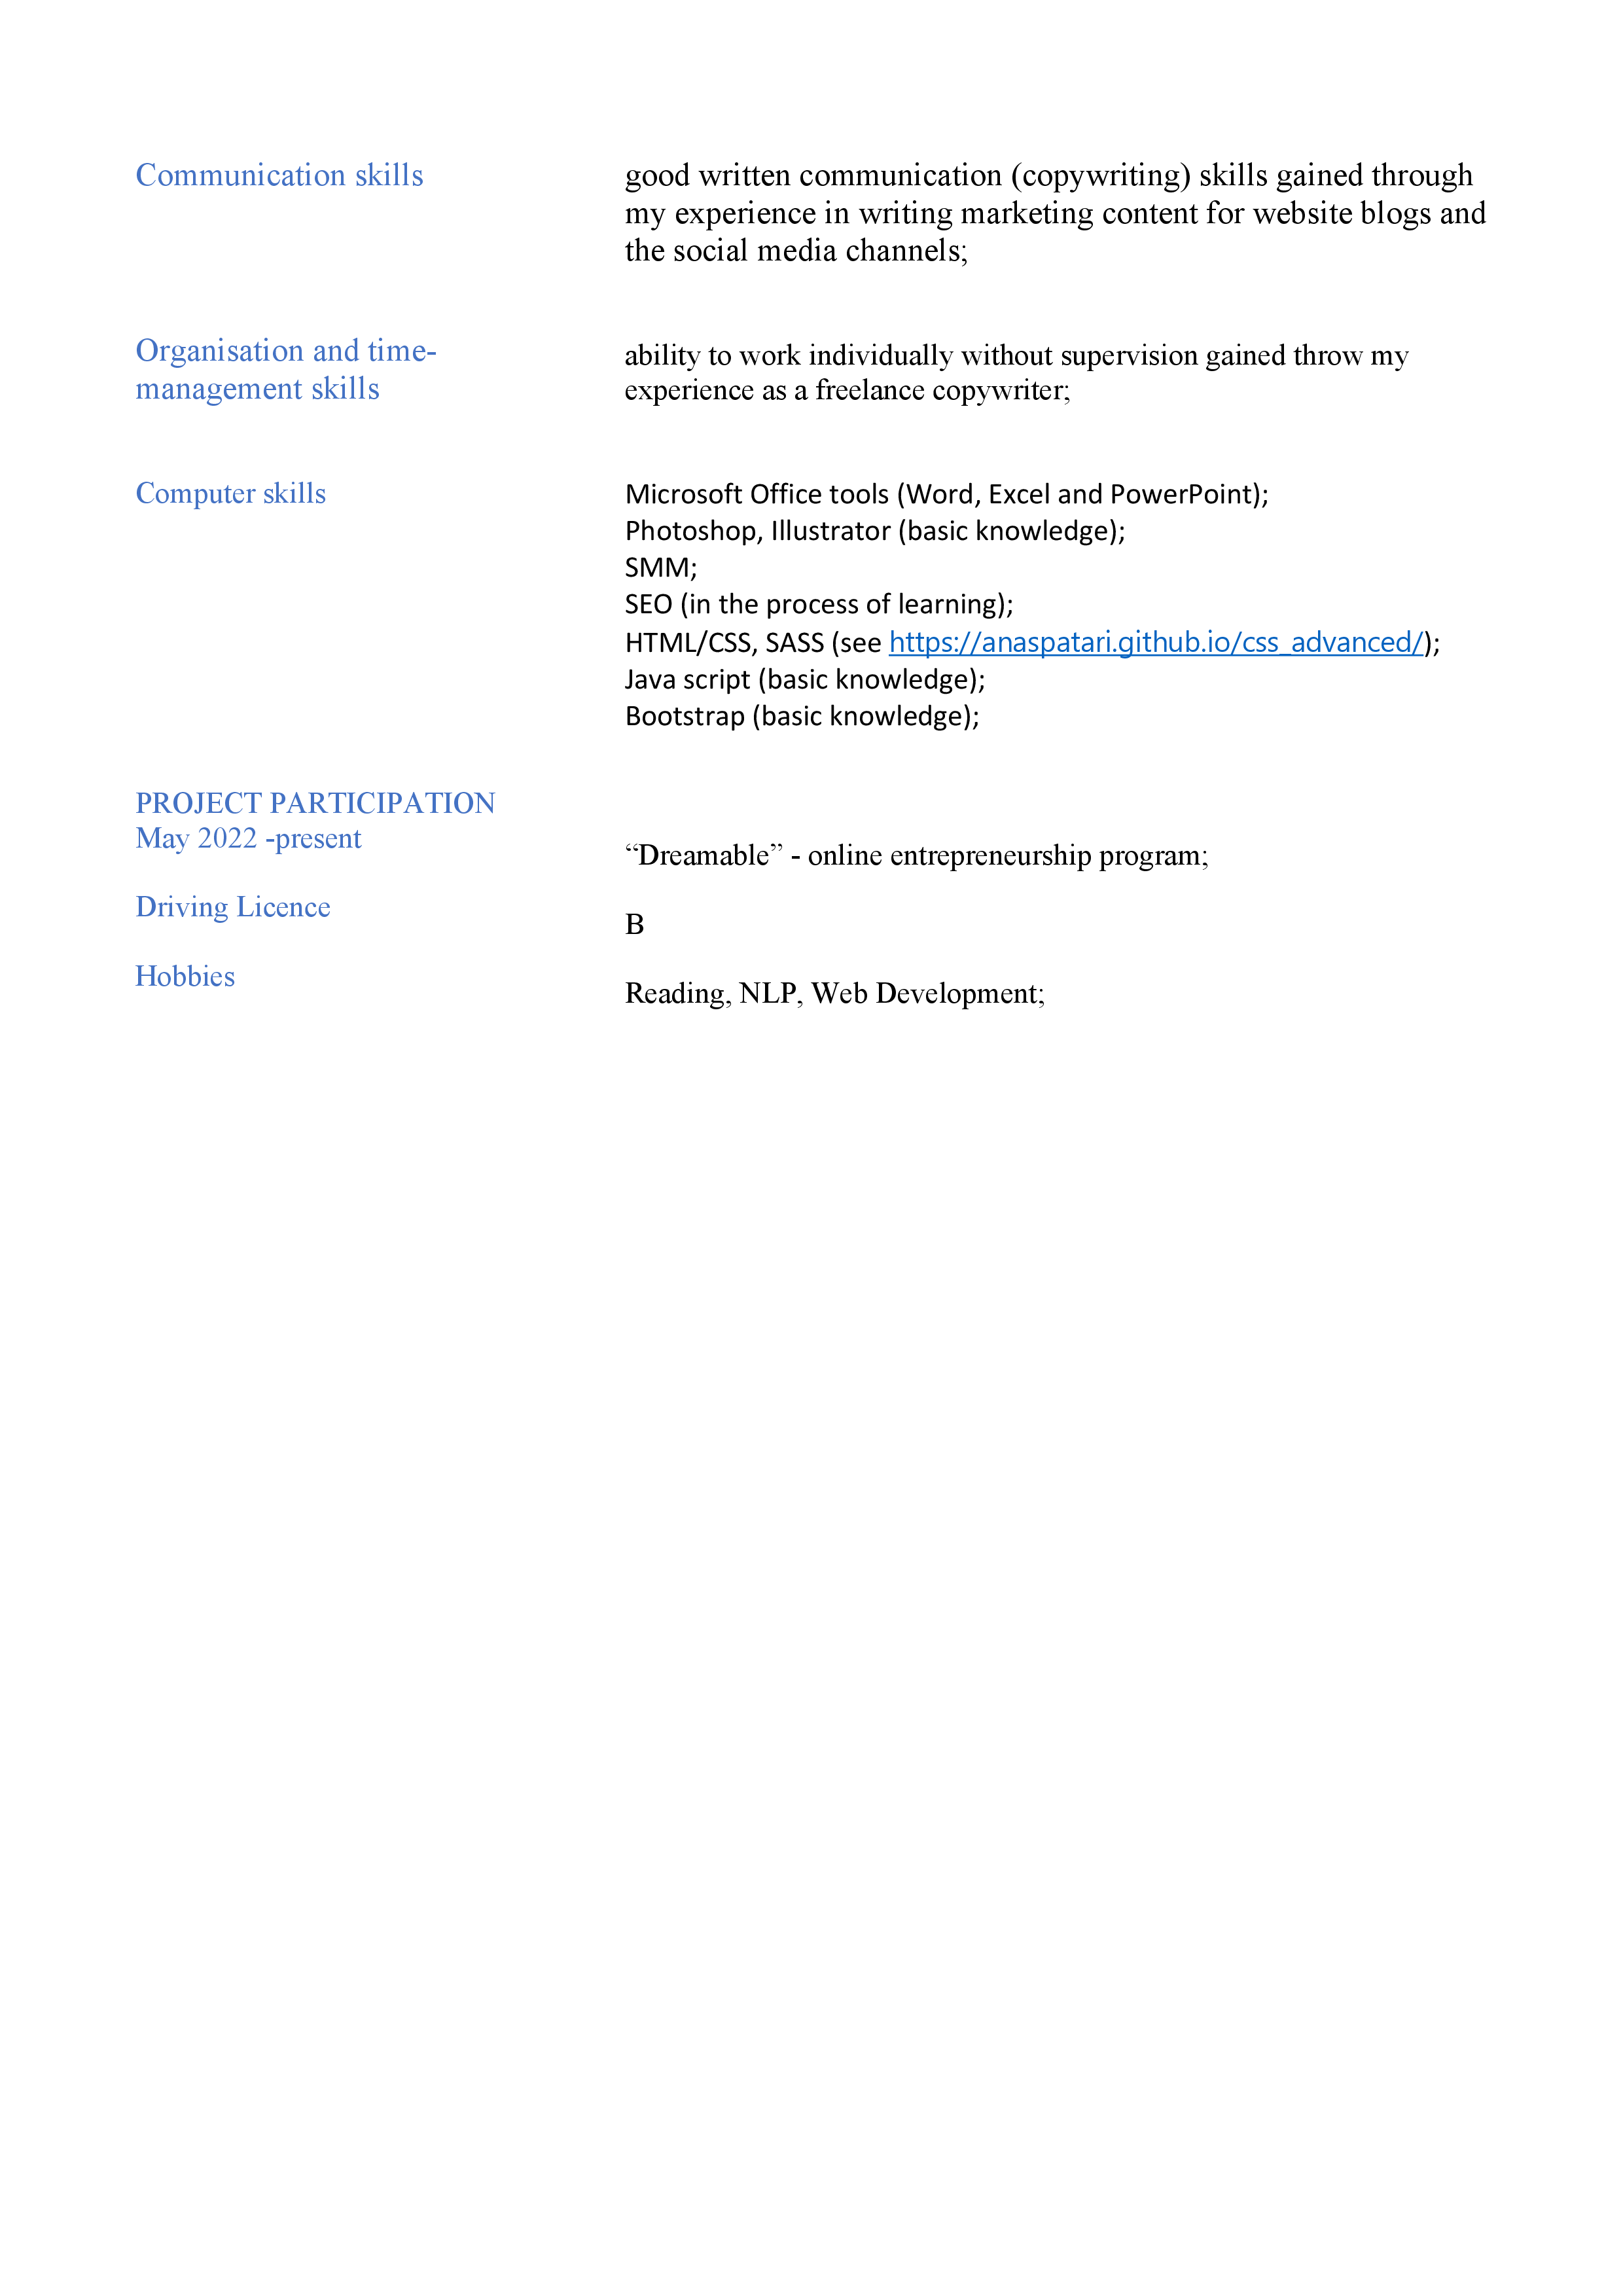 Communication skills
good written communication (copywriting) skills gained through
my experience in writing marketing content for website blogs and
the social media channels;
Organisation and time-
management skills
ability to work individually without supervision gained throw my
experience as a freelance copywriter;
Computer skills
Microsoft Office tools (Word, Excel and PowerPoint);
Photoshop, Illustrator (basic knowledge);
SMM;
SEO (in the process of learning);
HTML/CSS, SASS (see https://anaspatari.github.io/css_advanced/);
Java script (basic knowledge);
Bootstrap (basic knowledge);
PROJECT PARTICIPATION
May 2022 -present
“Dreamable” - online entrepreneurship program;
Driving Licence
B
Hobbies
Reading, NLP, Web Development;